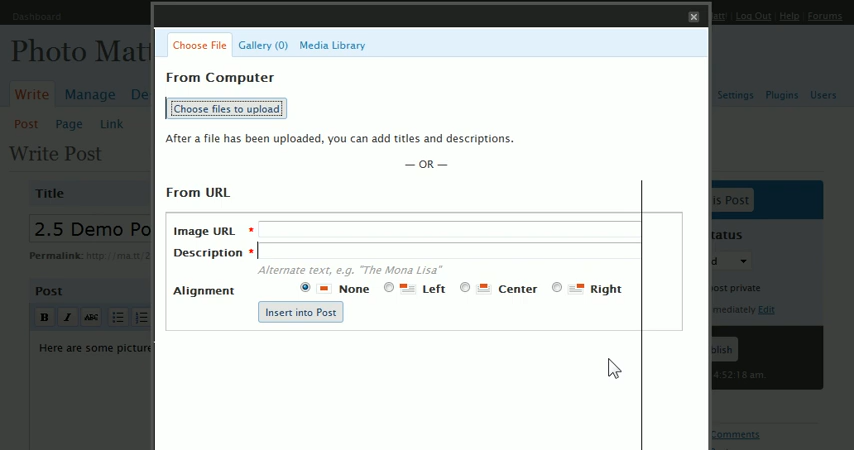 Dashboard
att! | Log Out | Help | Forums
Photo Matt
Write Manage De
Settings Plugins Users
Post Page Link
Write Post
Title
2.5 Demo Po
Permalink: http://ma.tt/2
Post
B I ABC
Here are some picture
Choose File Gallery (0) Media Library
From Computer
Choose files to upload
After a file has been uploaded, you can add titles and descriptions.
— OR —
From URL
Image URL *
Description *
Alternate text, e.g. "The Mona Lisa"
Alignment None Left Center Right
Insert into Post
is Post
tatus
d
post private
mediately Edit
blish
4:52:18 am
Comments